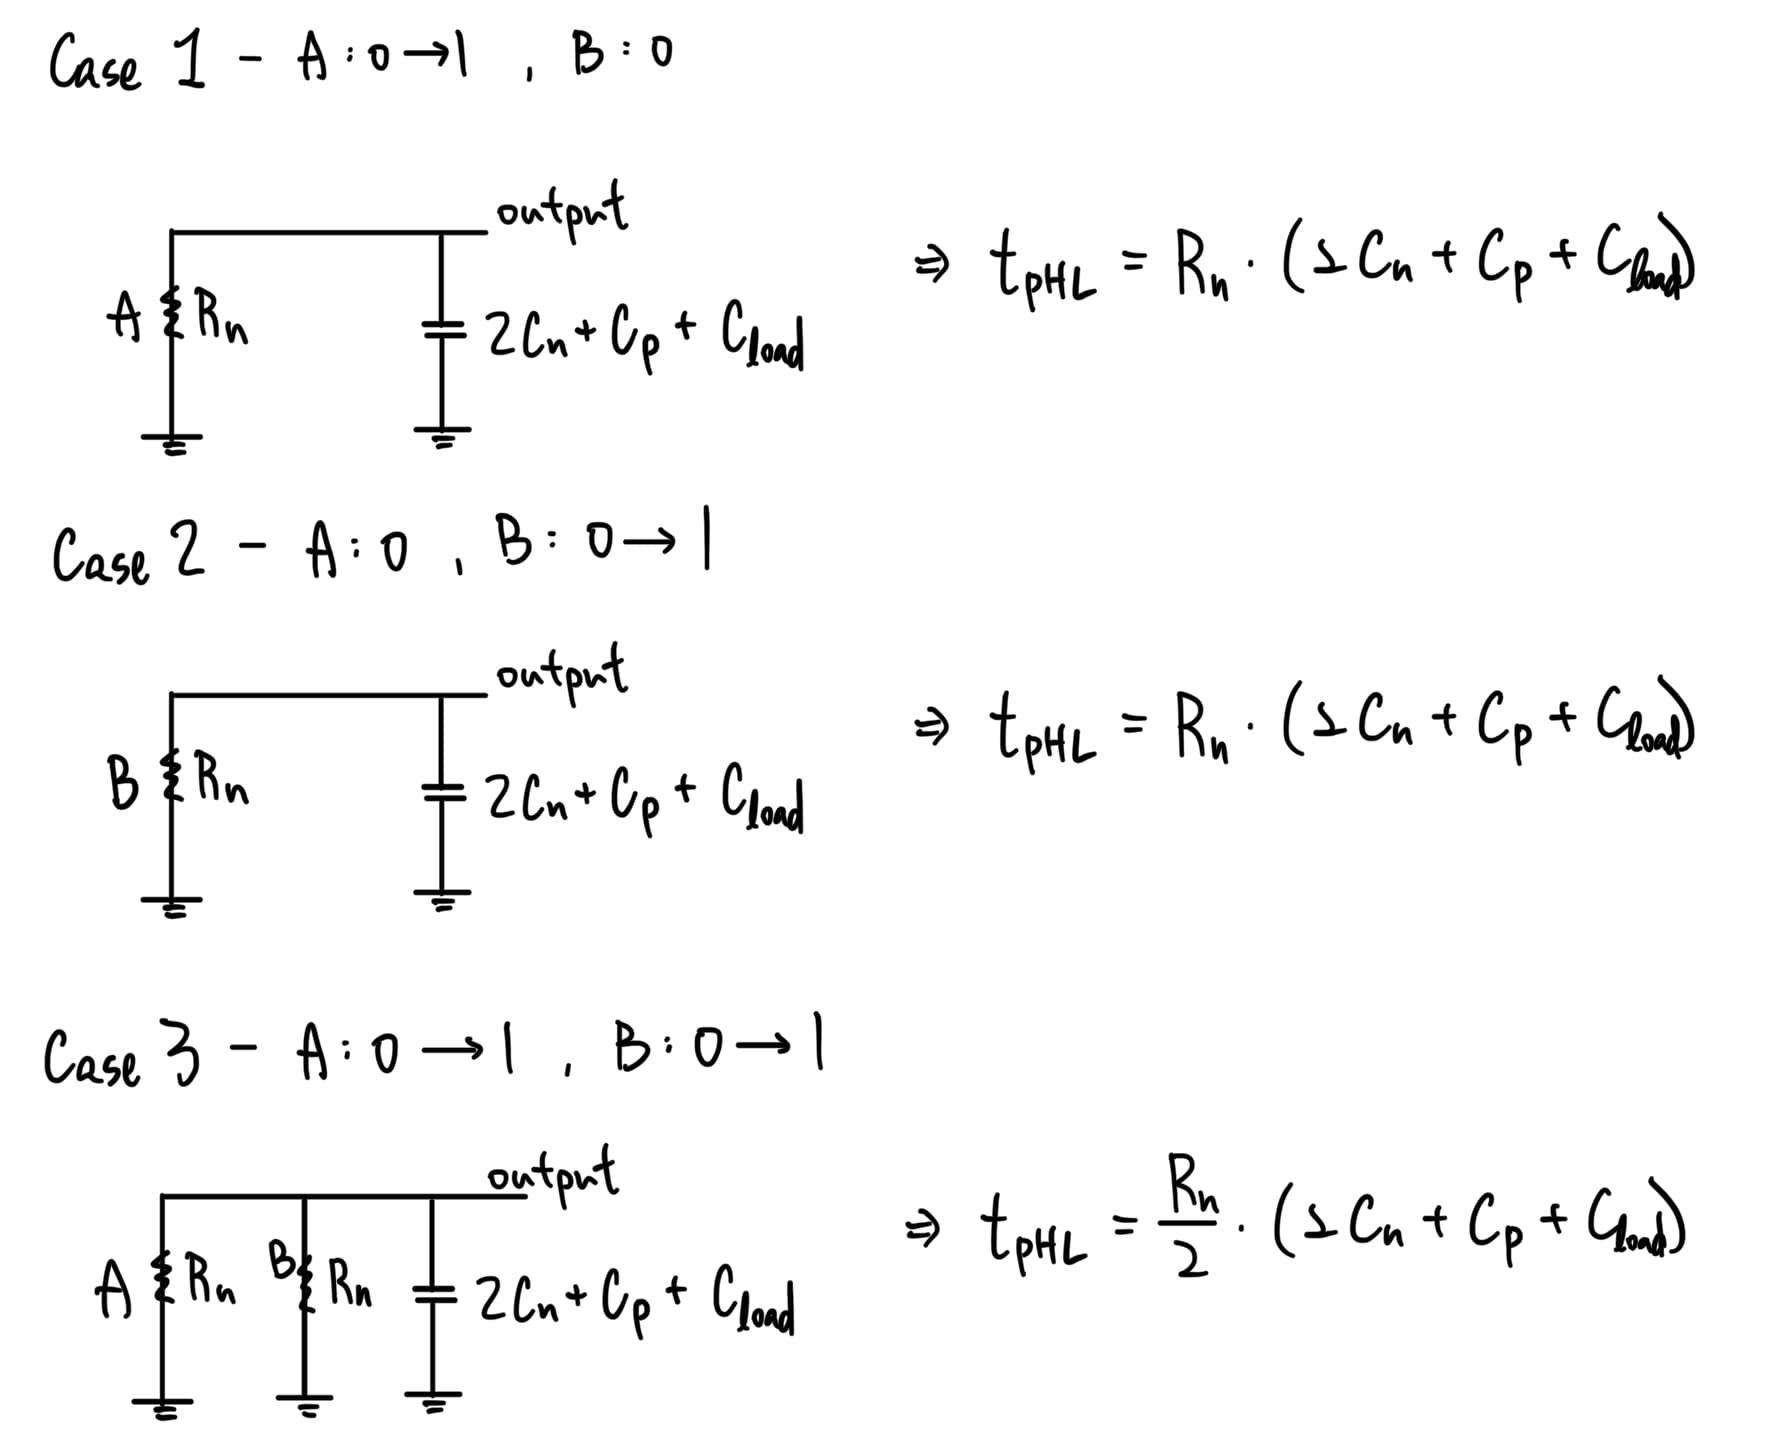 Case 1 - A : 0 → 1 , B : 0
output
A Rn 2Cn + Cp + Cload
⇒ tpHL = Rn · (2Cn + Cp + Cload)
Case 2 - A : 0 , B : 0 → 1
output
B Rn 2Cn + Cp + Cload
⇒ tpHL = Rn · (2Cn + Cp + Cload)
Case 3 - A : 0 → 1 , B : 0 → 1
output
A Rn B Rn 2Cn + Cp + Cload
⇒ tpHL = Rn/2 · (2Cn + Cp + Cload)